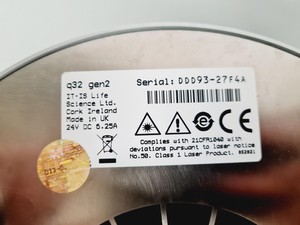 q32 gen2
Serial: DDD93-27F4A
IT-IS Life
Science Ltd.
Cork Ireland
Made in UK
24V DC 6.25A
Complies with 21CFR1040 with
deviations pursuant to laser notice
No.50. Class 1 Laser Product.